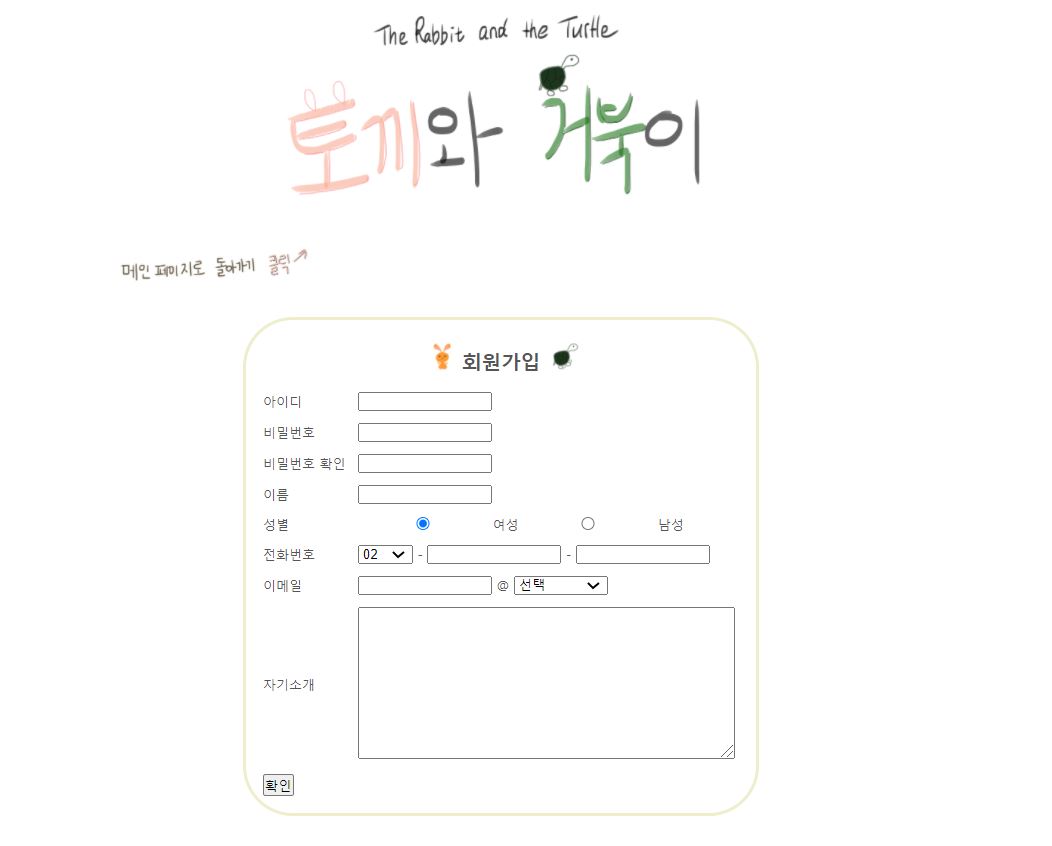 The Rabbit and the Turtle
토끼와 거북이
메인 페이지로 돌아가기 클릭
회원가입
아이디
비밀번호
비밀번호 확인
이름
성별 여성 남성
전화번호 02 - -
이메일 @ 선택
자기소개
확인